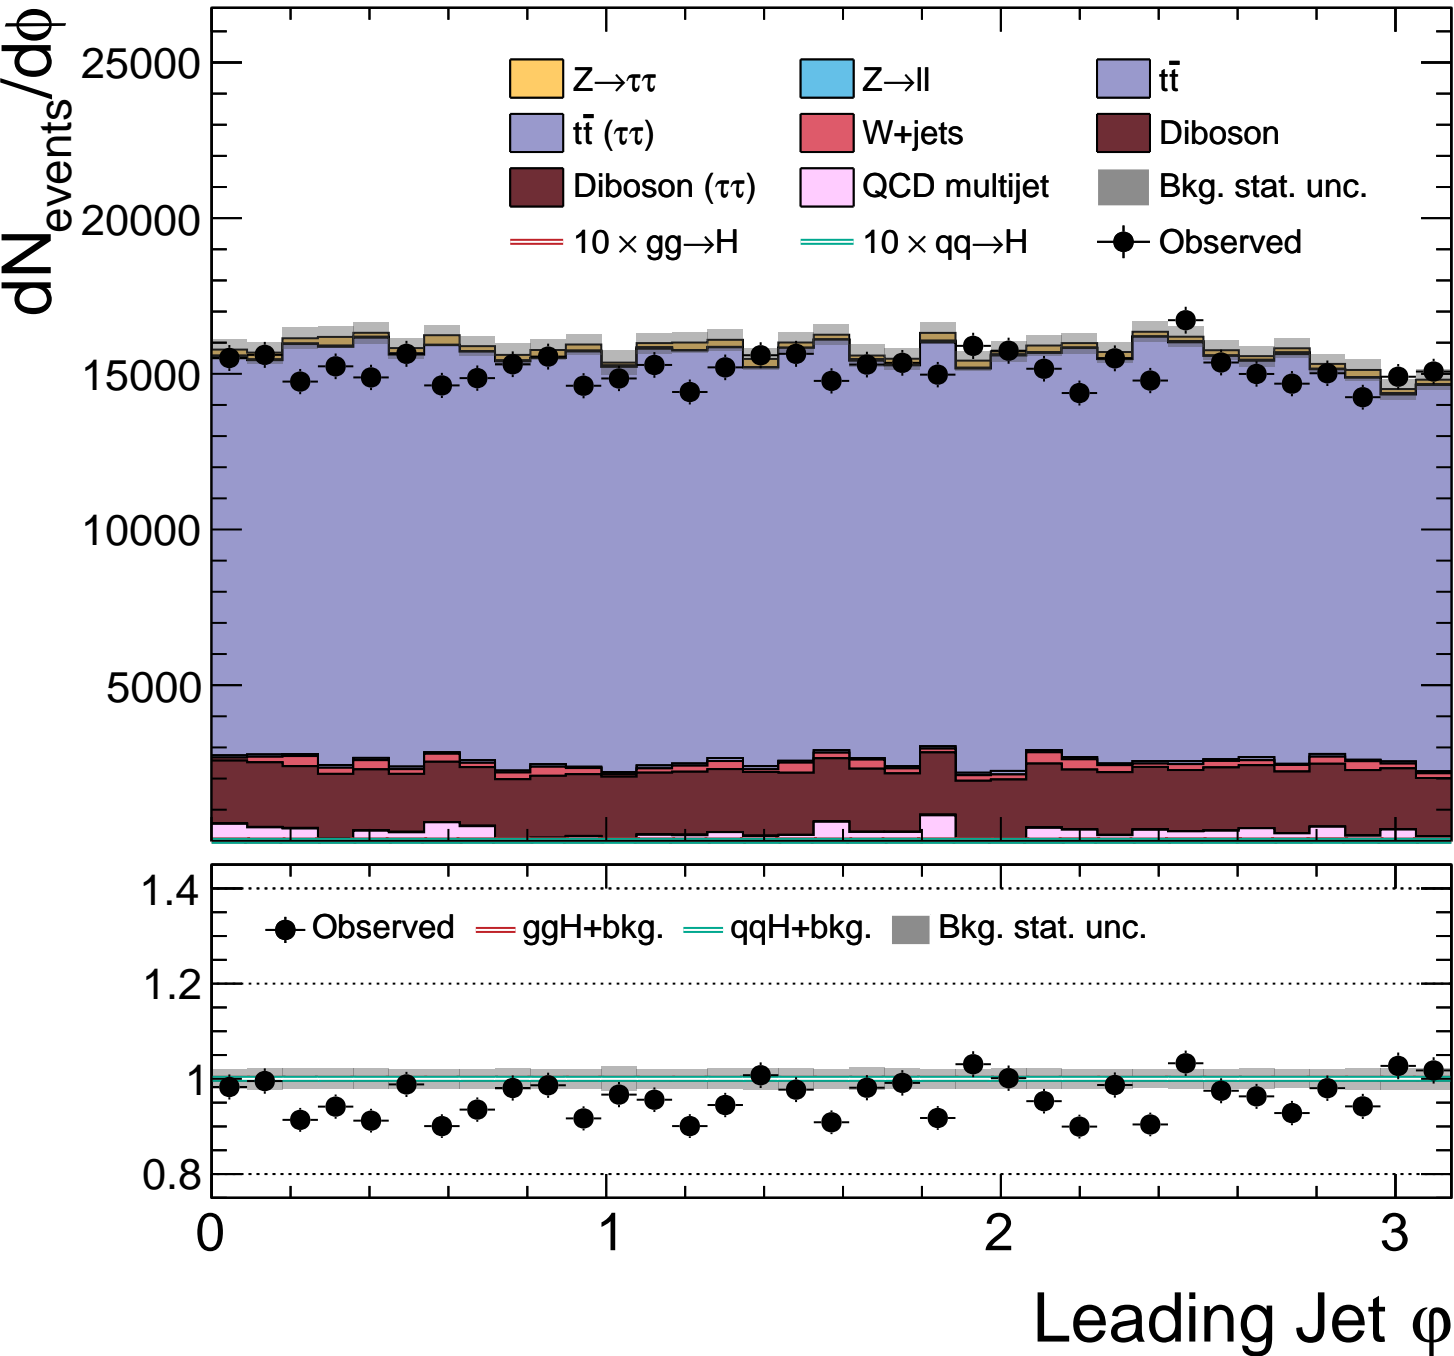 dN_events/dϕ
25000
20000
15000
10000
5000
Z→ττ Z→ll tt̄
tt̄ (ττ) W+jets Diboson
Diboson (ττ) QCD multijet Bkg. stat. unc.
10 × gg→H 10 × qq→H Observed
1.4
1.2
1
0.8
Observed ggH+bkg. qqH+bkg. Bkg. stat. unc.
0 1 2 3
Leading Jet φ